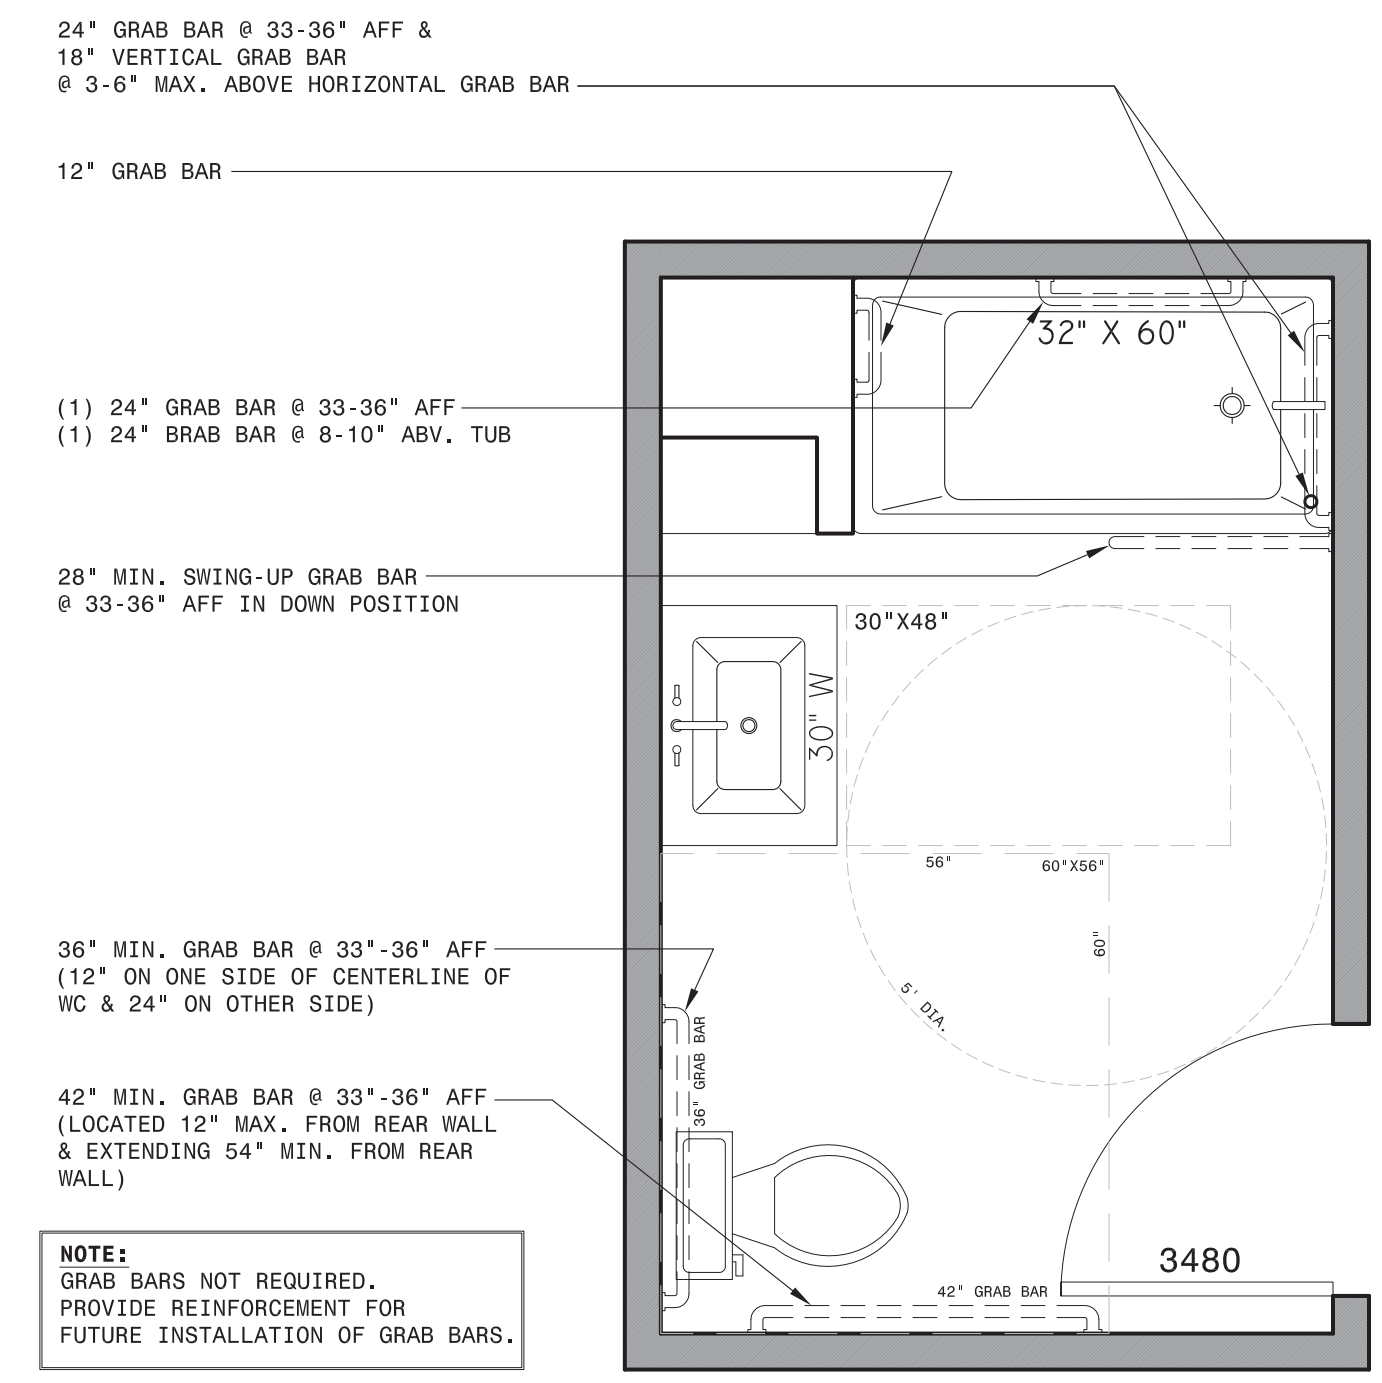 24" GRAB BAR @ 33-36" AFF &
18" VERTICAL GRAB BAR
@ 3-6" MAX. ABOVE HORIZONTAL GRAB BAR
12" GRAB BAR
32" X 60"
(1) 24" GRAB BAR @ 33-36" AFF
(1) 24" BRAB BAR @ 8-10" ABV. TUB
28" MIN. SWING-UP GRAB BAR
@ 33-36" AFF IN DOWN POSITION
30"X48"
30" W
56"
60"X56"
60"
5' DIA.
36" MIN. GRAB BAR @ 33"-36" AFF
(12" ON ONE SIDE OF CENTERLINE OF
WC & 24" ON OTHER SIDE)
36" GRAB BAR
42" MIN. GRAB BAR @ 33"-36" AFF
(LOCATED 12" MAX. FROM REAR WALL
& EXTENDING 54" MIN. FROM REAR
WALL)
3480
42" GRAB BAR
NOTE:
GRAB BARS NOT REQUIRED.
PROVIDE REINFORCEMENT FOR
FUTURE INSTALLATION OF GRAB BARS.